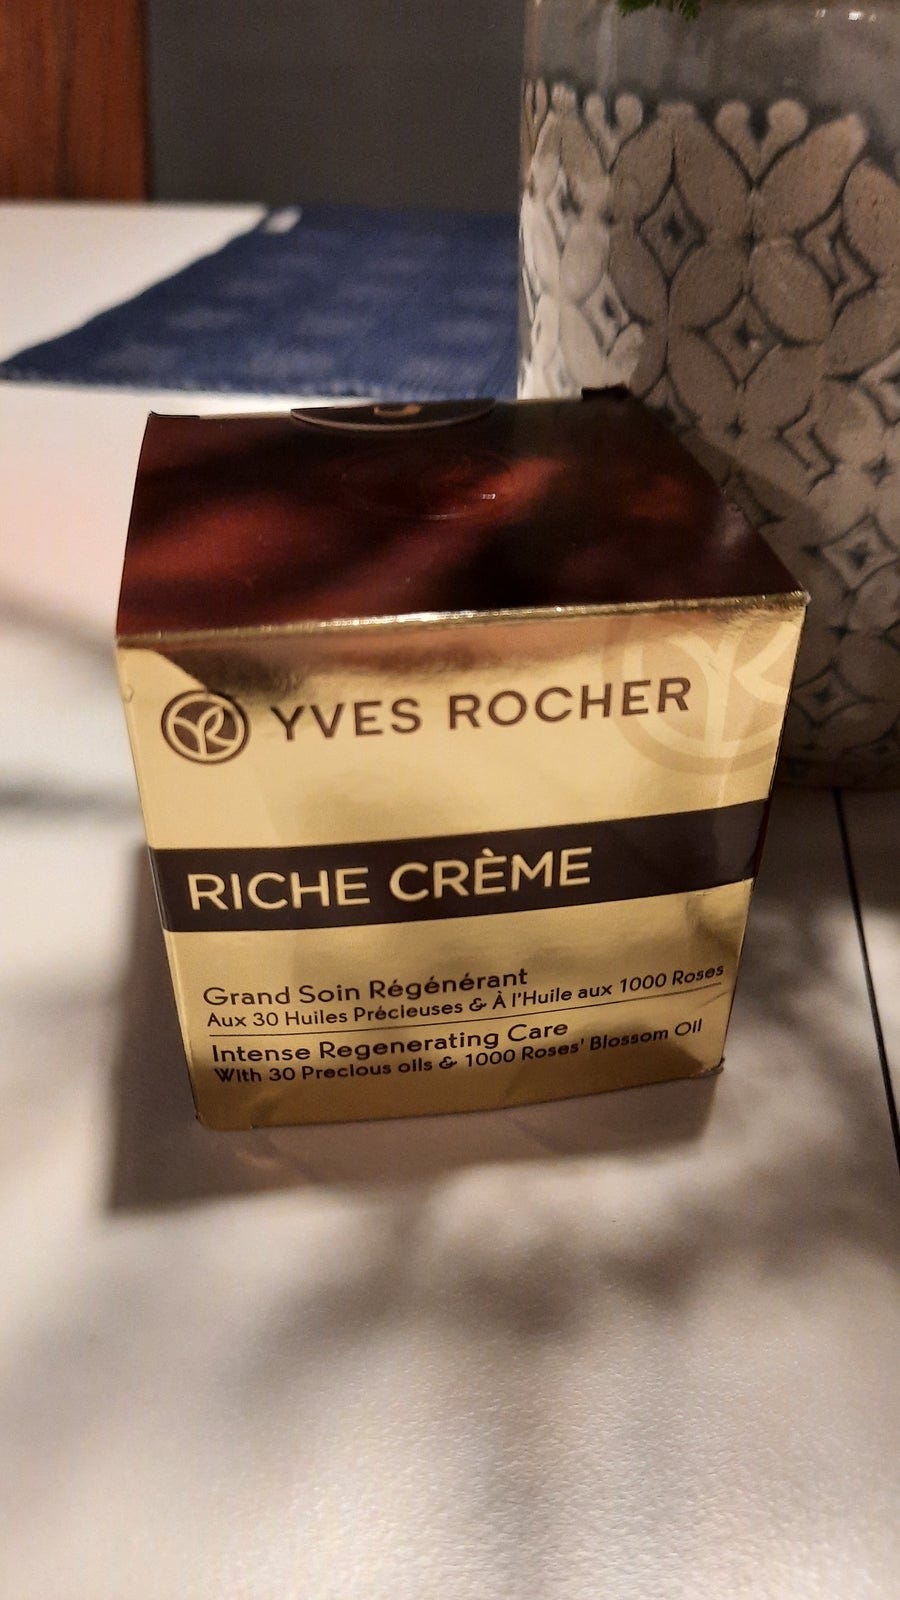 YVES ROCHER
RICHE CRÈME
Grand Soin Régénérant
Aux 30 Huiles Précieuses & À l'Huile aux 1000 Roses
Intense Regenerating Care
With 30 Precious oils & 1000 Roses' Blossom Oil